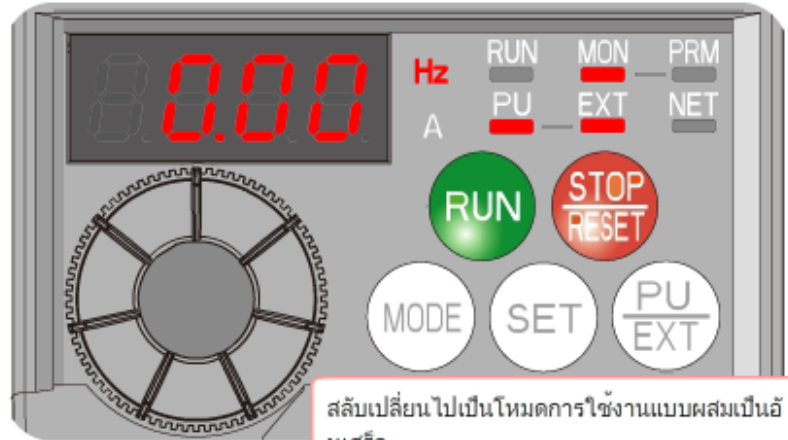 0.00
Hz RUN MON PRM
A PU EXT NET
RUN STOP
RESET
MODE SET PU
EXT
สลับเปลี่ยนไปเป็นโหมดการใช้งานแบบผสมเป็นอั